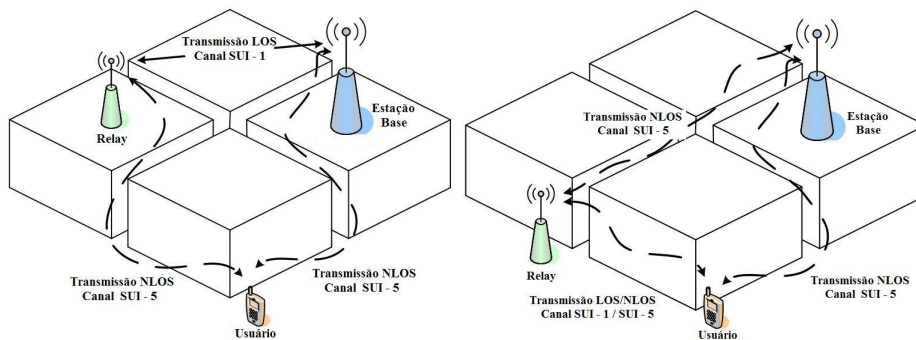 Transmissão LOS
Canal SUI - 1
Relay
Estação
Base
Transmissão NLOS
Canal SUI - 5
Transmissão NLOS
Canal SUI - 5
Usuário
Transmissão NLOS
Canal SUI - 5
Estação
Base
Relay
Transmissão LOS/NLOS
Canal SUI - 1 / SUI - 5
Transmissão NLOS
Canal SUI - 5
Usuário